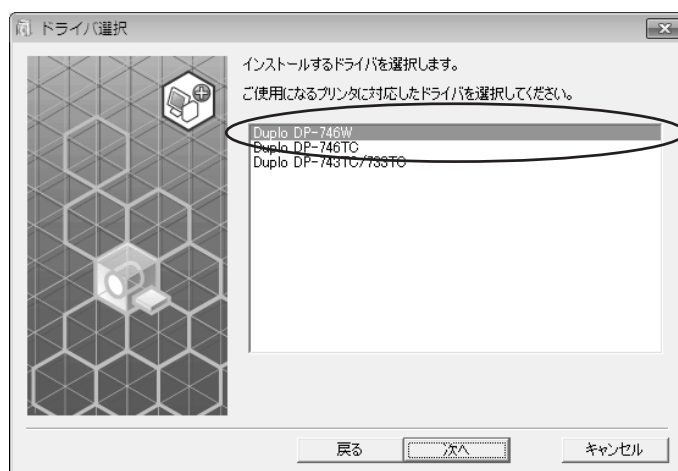 ドライバ選択
インストールするドライバを選択します。
ご使用になるプリンタに対応したドライバを選択してください。
Duplo DP-746W
Duplo DP-746TC
Duplo DP-743TC/733TC
戻る
次へ
キャンセル